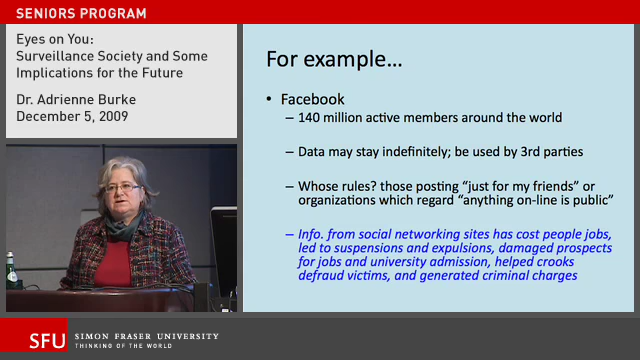 SENIORS PROGRAM
Eyes on You:
Surveillance Society and Some
Implications for the Future
Dr. Adrienne Burke
December 5, 2009
For example…
• Facebook
– 140 million active members around the world
– Data may stay indefinitely; be used by 3rd parties
– Whose rules? those posting “just for my friends” or
organizations which regard “anything on-line is public”
– Info. from social networking sites has cost people jobs,
led to suspensions and expulsions, damaged prospects
for jobs and university admission, helped crooks
defraud victims, and generated criminal charges
SFU
SIMON FRASER UNIVERSITY
THINKING OF THE WORLD